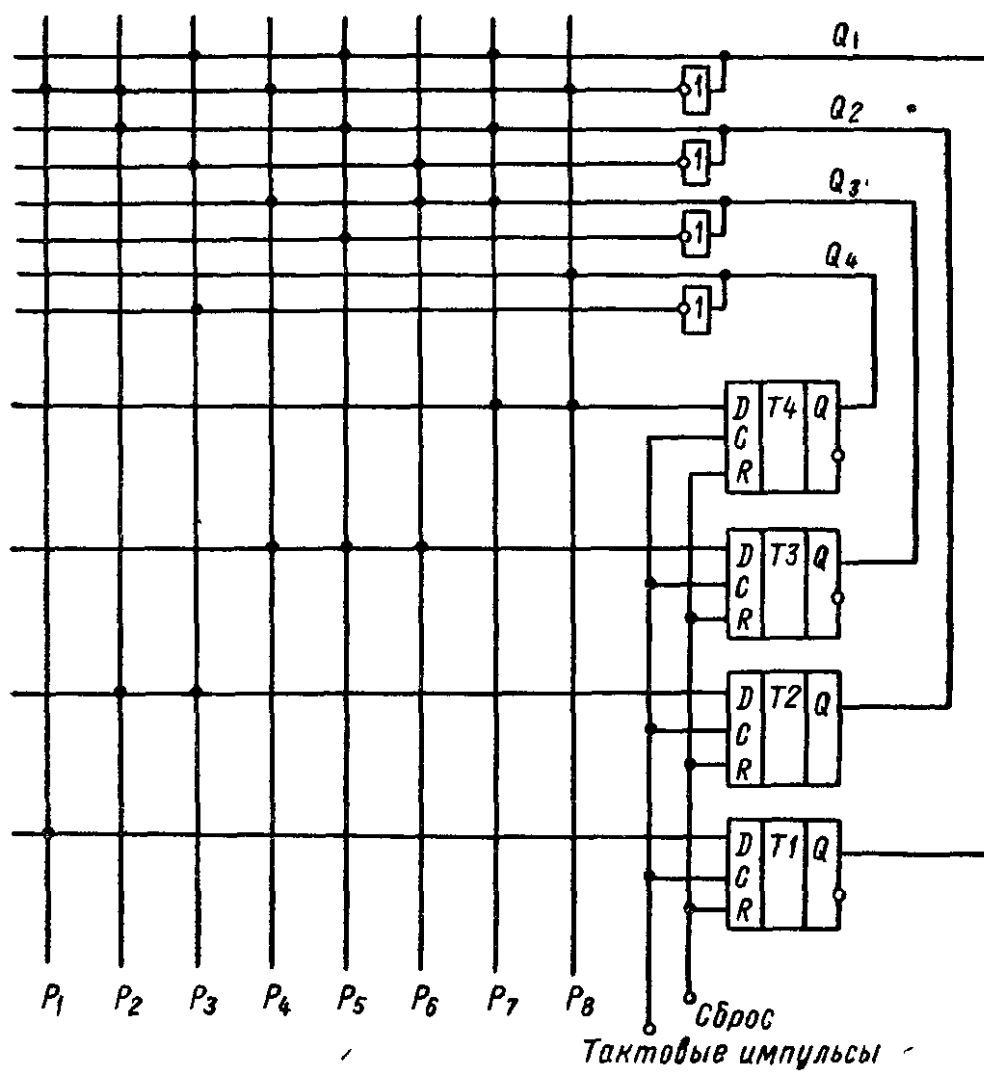 Q1
1
Q2
1
Q3
1
Q4
1
D T4 Q
C
R
D T3 Q
C
R
D T2 Q
C
R
D T1 Q
C
R
P1 P2 P3 P4 P5 P6 P7 P8
Сброс
Тактовые импульсы